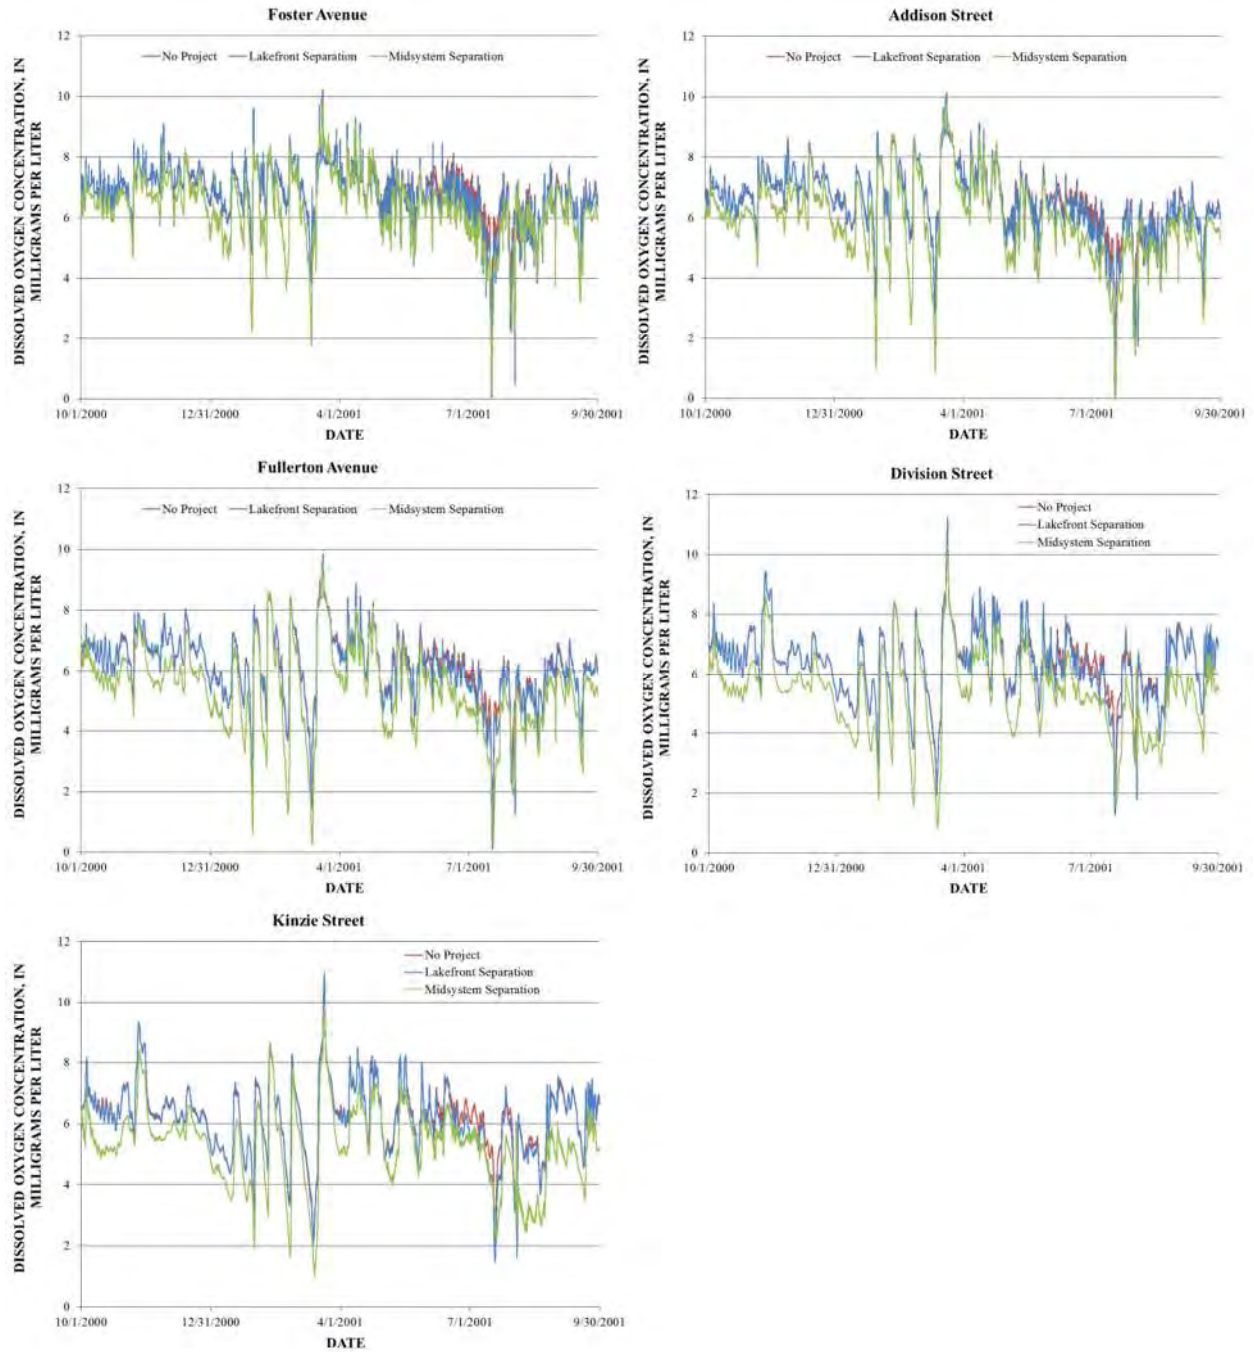 Foster Avenue
DISSOLVED OXYGEN CONCENTRATION, IN
MILLIGRAMS PER LITER
12
10
8
6
4
2
0
No Project Lakefront Separation Midsystem Separation
10/1/2000 12/31/2000 4/1/2001 7/1/2001 9/30/2001
DATE
Addison Street
DISSOLVED OXYGEN CONCENTRATION, IN
MILLIGRAMS PER LITER
12
10
8
6
4
2
0
No Project Lakefront Separation Midsystem Separation
10/1/2000 12/31/2000 4/1/2001 7/1/2001 9/30/2001
DATE
Fullerton Avenue
DISSOLVED OXYGEN CONCENTRATION, IN
MILLIGRAMS PER LITER
12
10
8
6
4
2
0
No Project Lakefront Separation Midsystem Separation
10/1/2000 12/31/2000 4/1/2001 7/1/2001 9/30/2001
DATE
Division Street
DISSOLVED OXYGEN CONCENTRATION, IN
MILLIGRAMS PER LITER
12
10
8
6
4
2
0
No Project
Lakefront Separation
Midsystem Separation
10/1/2000 12/31/2000 4/1/2001 7/1/2001 9/30/2001
DATE
Kinzie Street
DISSOLVED OXYGEN CONCENTRATION, IN
MILLIGRAMS PER LITER
12
10
8
6
4
2
0
No Project
Lakefront Separation
Midsystem Separation
10/1/2000 12/31/2000 4/1/2001 7/1/2001 9/30/2001
DATE